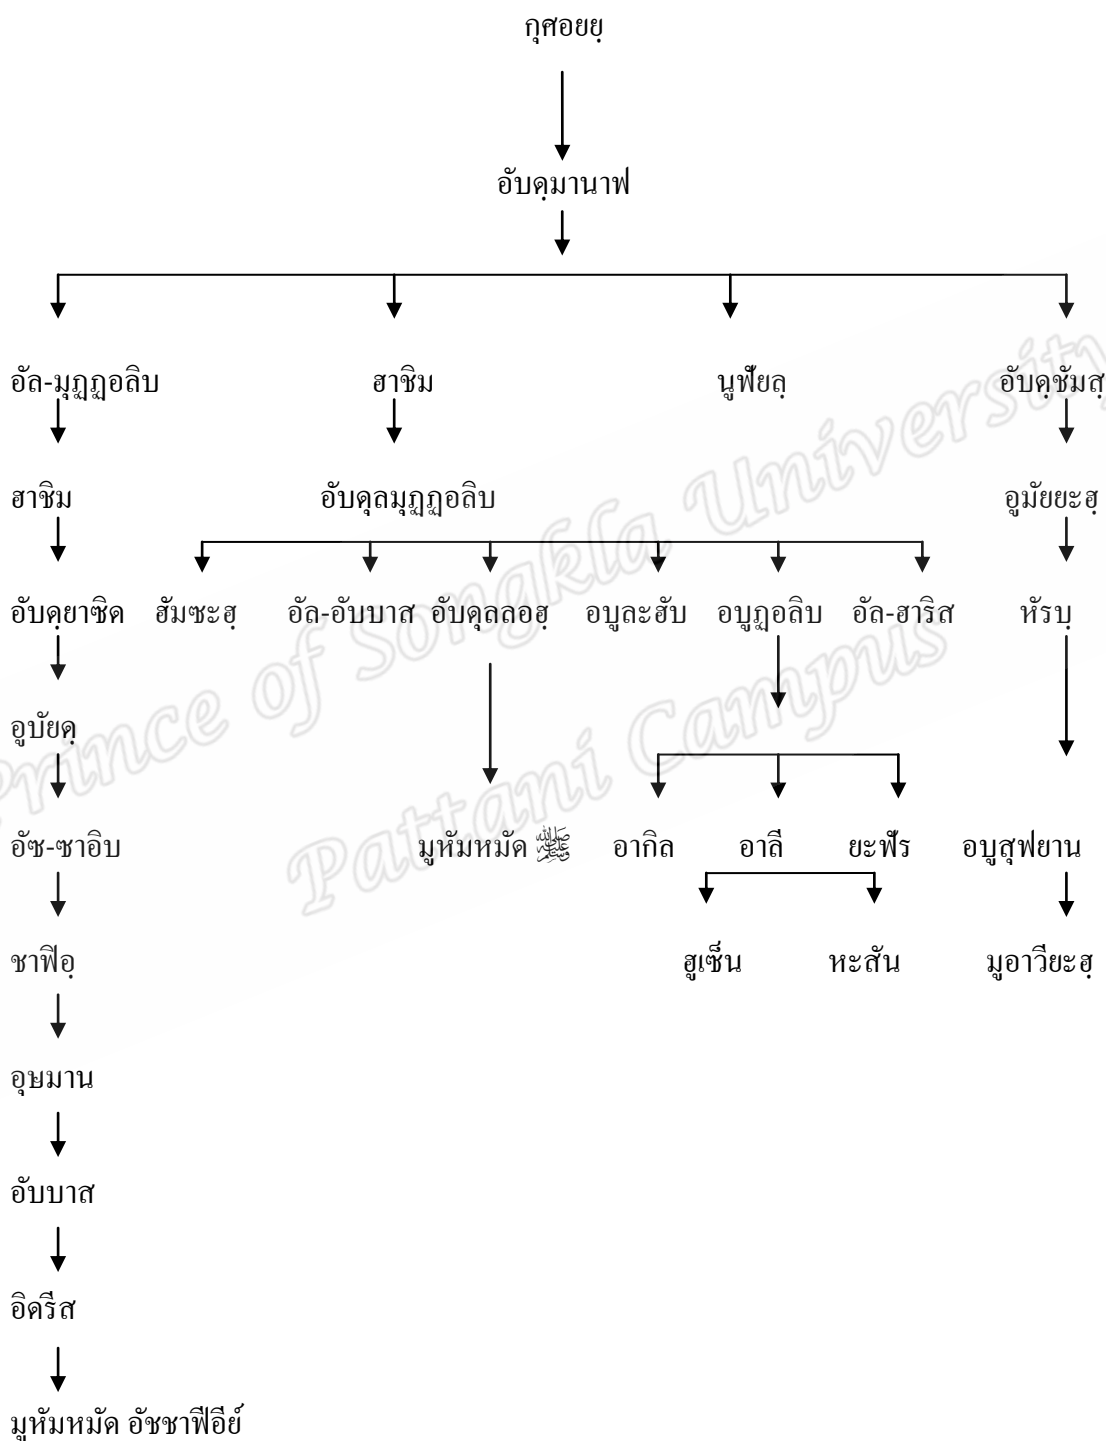 กุศอยยฺ
อับดฺมานาฟ
อัล-มุฏฏอลิบ ฮาชิม นูฟัยลฺ อับดฺชัมสฺ
ฮาชิม อับดุลมุฏฏอลิบ อูมัยยะฮฺ
อับดฺยาซิด ฮัมซะฮฺ อัล-อับบาส อับดุลลอฮฺ อบูละฮับ อบูฏอลิบ อัล-ฮาริส หัรบฺ
อูบัยดฺ
อัซ-ซาอิบ มูหัมหมัด ﷺ อากิล อาลี ยะฟัร อบูสุฟยาน
ชาฟิอฺ ฮูเซ็น หะสัน มูอาวียะฮฺ
อุษมาน
อับบาส
อิดรีส
มูหัมหมัด อัชชาฟีอีย์
Prince of Songkla University
Pattani Campus